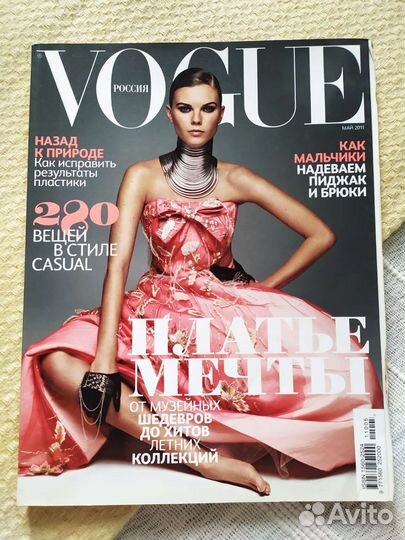 VOGUE
РОССИЯ
МАЙ 2011
НАЗАД
К ПРИРОДЕ
Как исправить
результаты
пластики
280
ВЕЩЕЙ
В СТИЛЕ
CASUAL
КАК
МАЛЬЧИКИ
НАДЕВАЕМ
ПИДЖАК
И БРЮКИ
ПЛАТЬЕ
МЕЧТЫ
ОТ МУЗЕЙНЫХ
ШЕДЕВРОВ
ДО ХИТОВ
ЛЕТНИХ
КОЛЛЕКЦИЙ
Avito